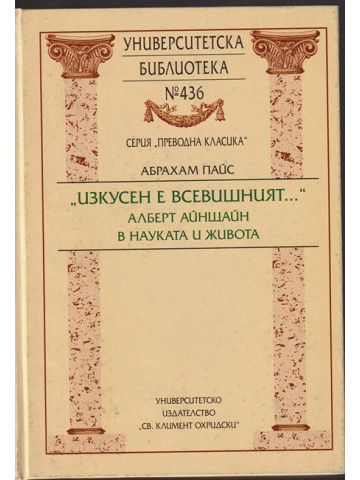 УНИВЕРСИТЕТСКА
БИБЛИОТЕКА
№436
СЕРИЯ „ПРЕВОДНА КЛАСИКА“
АБРАХАМ ПАЙС
„ИЗКУСЕН Е ВСЕВИШНИЯТ...“
АЛБЕРТ АЙНЩАЙН
В НАУКАТА И ЖИВОТА
УНИВЕРСИТЕТСКО
ИЗДАТЕЛСТВО
„СВ. КЛИМЕНТ ОХРИДСКИ“